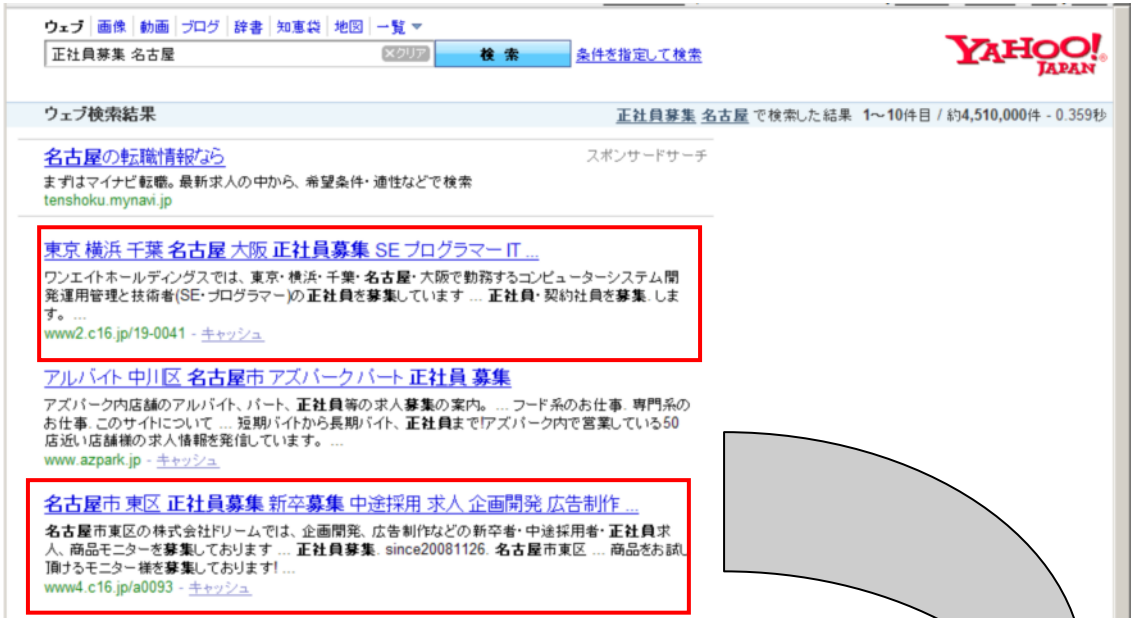 ウェブ 画像 動画 ブログ 辞書 知恵袋 地図 一覧 ▼
正社員募集 名古屋 ×クリア 検 索 条件を指定して検索
YAHOO!
JAPAN
ウェブ検索結果 正社員募集 名古屋 で検索した結果 1～10件目 / 約4,510,000件 - 0.359秒
名古屋の転職情報なら スポンサードサーチ
まずはマイナビ転職。最新求人の中から、希望条件・適性などで検索
tenshoku.mynavi.jp
東京 横浜 千葉 名古屋 大阪 正社員募集 SE プログラマー IT ...
ワンエイトホールディングスでは、東京・横浜・千葉・名古屋・大阪で勤務するコンピューターシステム開
発運用管理と技術者(SE・プログラマー)の正社員を募集しています ... 正社員・契約社員を募集. しま
す。 ...
www2.c16.jp/19-0041 - キャッシュ
アルバイト 中川区 名古屋市 アズパーク パート 正社員 募集
アズパーク内店舗のアルバイト、パート、正社員等の求人募集の案内。 ... フード系のお仕事. 専門系の
お仕事. このサイトについて ... 短期バイトから長期バイト、正社員まで!アズパーク内で営業している50
店近い店舗様の求人情報を発信しています。 ...
www.azpark.jp - キャッシュ
名古屋市 東区 正社員募集 新卒募集 中途採用 求人 企画開発 広告制作 ...
名古屋市東区の株式会社ドリームでは、企画開発、広告制作などの新卒者・中途採用者・正社員求
人、商品モニターを募集しております ... 正社員募集. since20081126. 名古屋市東区 ... 商品をお試し
頂けるモニター様を募集しております! ...
www4.c16.jp/a0093 - キャッシュ